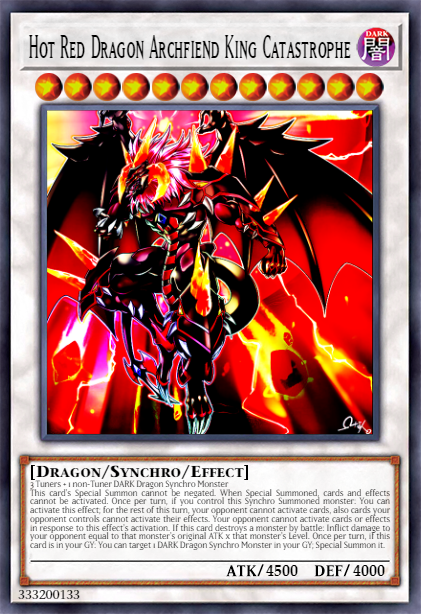 Hot Red Dragon Archfiend King Catastrophe
DARK
闇
[Dragon/Synchro/Effect]
3 Tuners + 1 non-Tuner DARK Dragon Synchro Monster
This card's Special Summon cannot be negated. When Special Summoned, cards and effects
cannot be activated. Once per turn, if you control this Synchro Summoned monster: You can
activate this effect; for the rest of this turn, your opponent cannot activate cards, also cards your
opponent controls cannot activate their effects. Your opponent cannot activate cards or effects
in response to this effect's activation. If this card destroys a monster by battle: Inflict damage to
your opponent equal to that monster's original ATK x that monster's Level. Once per turn, if this
card is in your GY: You can target 1 DARK Dragon Synchro Monster in your GY; Special Summon it.
ATK/4500 DEF/4000
333200133